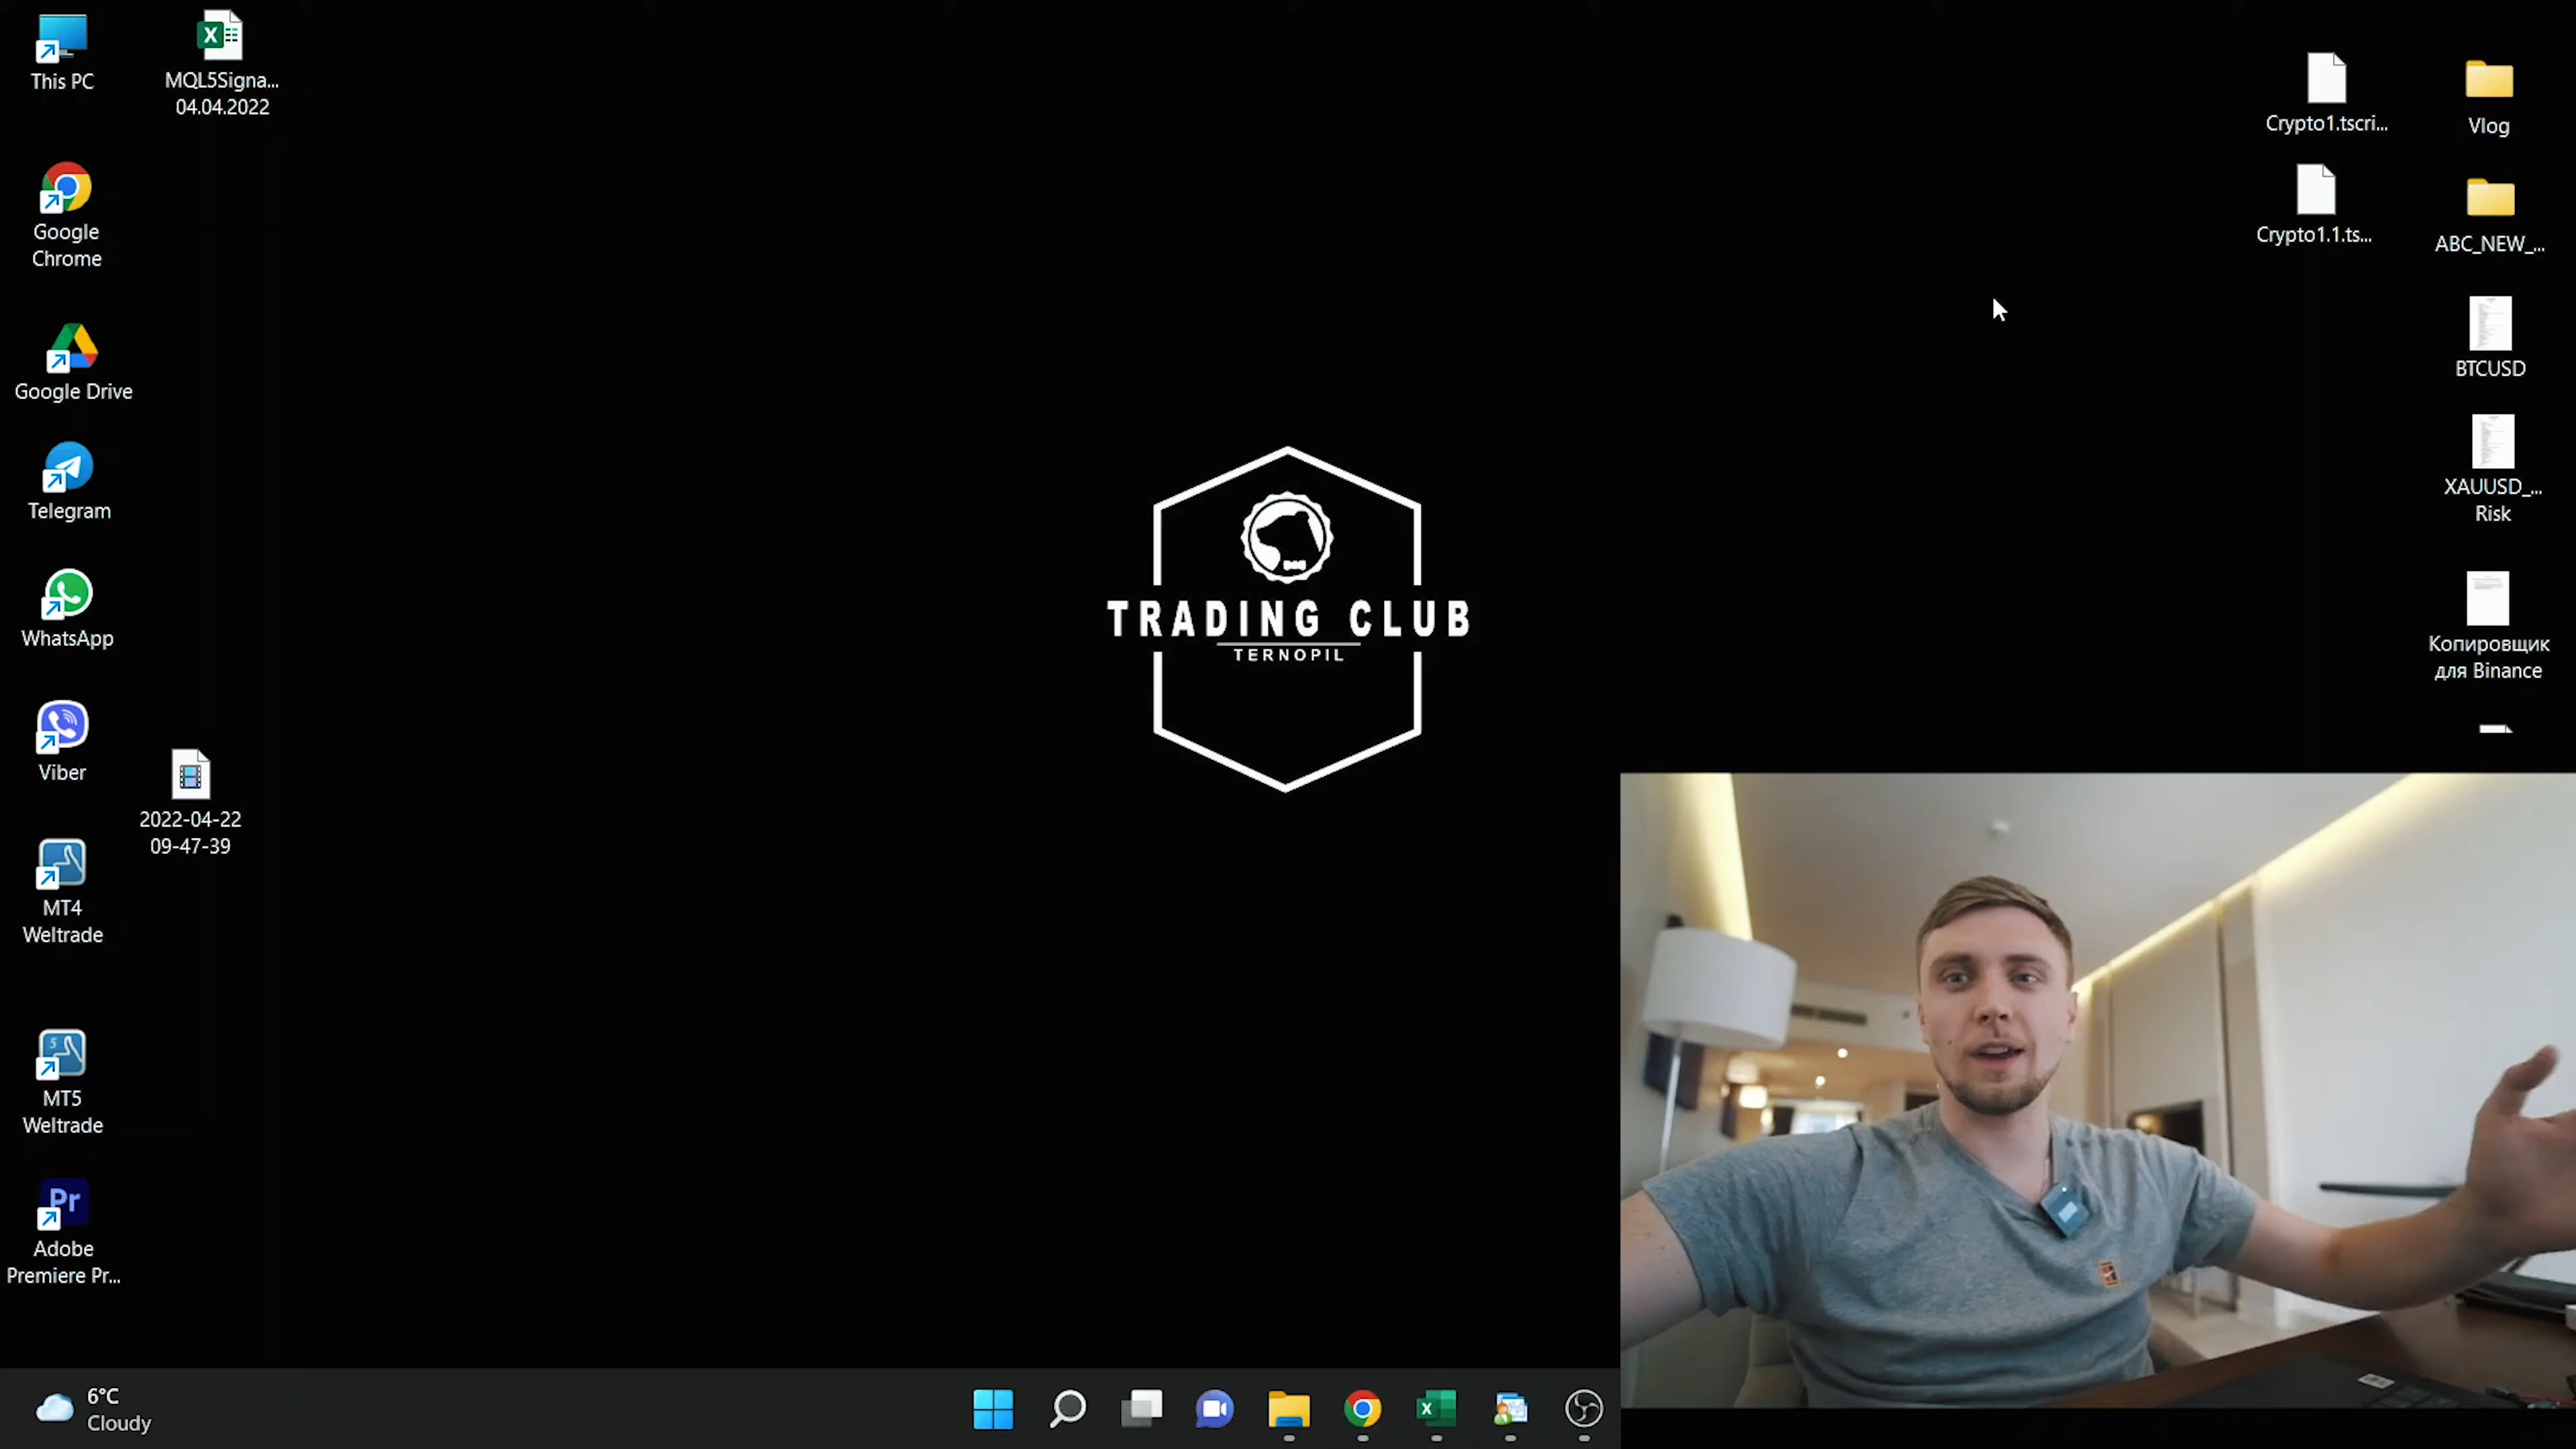 This PC
MQL5Signa...
04.04.2022
Google
Chrome
Google Drive
Telegram
WhatsApp
Viber
2022-04-22
09-47-39
MT4
Weltrade
5
MT5
Weltrade
Pr
Adobe
Premiere Pr...
TRADING CLUB
TERNOPIL
Crypto1.tscri...
Vlog
Crypto1.1.ts...
ABC_NEW_...
BTCUSD
XAUUSD_...
Risk
Копировщик
для Binance
6°C
Cloudy